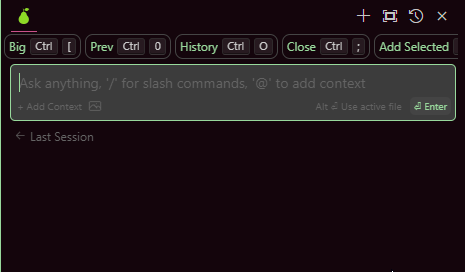 Big Ctrl [ Prev Ctrl 0 History Ctrl O Close Ctrl ; Add Selected
Ask anything, '/' for slash commands, '@' to add context
+ Add Context Alt ⏎ Use active file ⏎ Enter
← Last Session